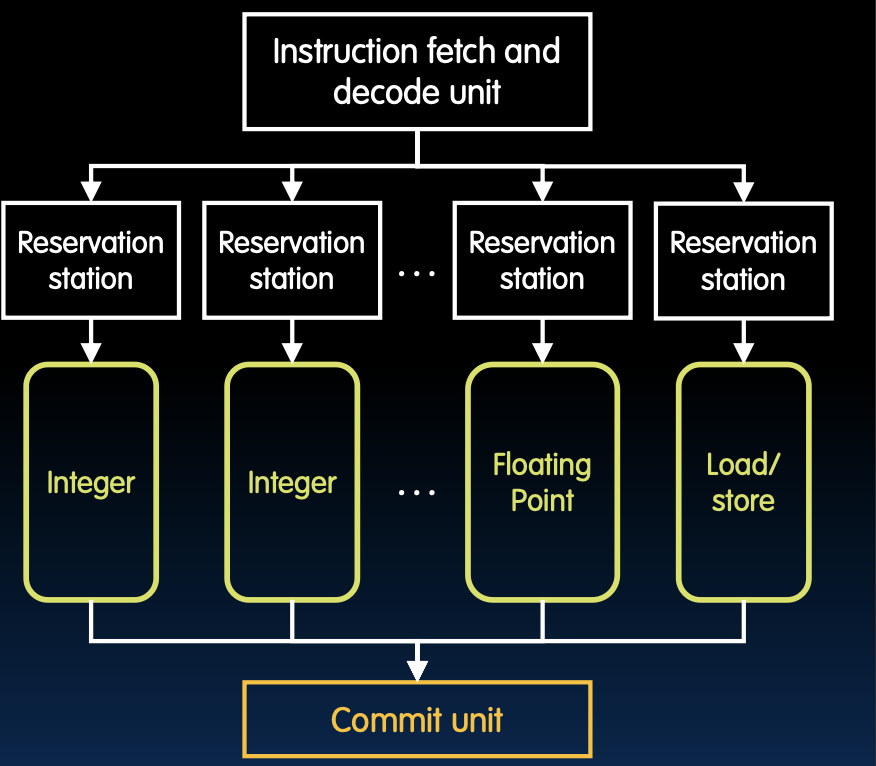 Instruction fetch and
decode unit
Reservation
station
Reservation
station
...
Reservation
station
Reservation
station
Integer
Integer
...
Floating
Point
Load/
store
Commit unit